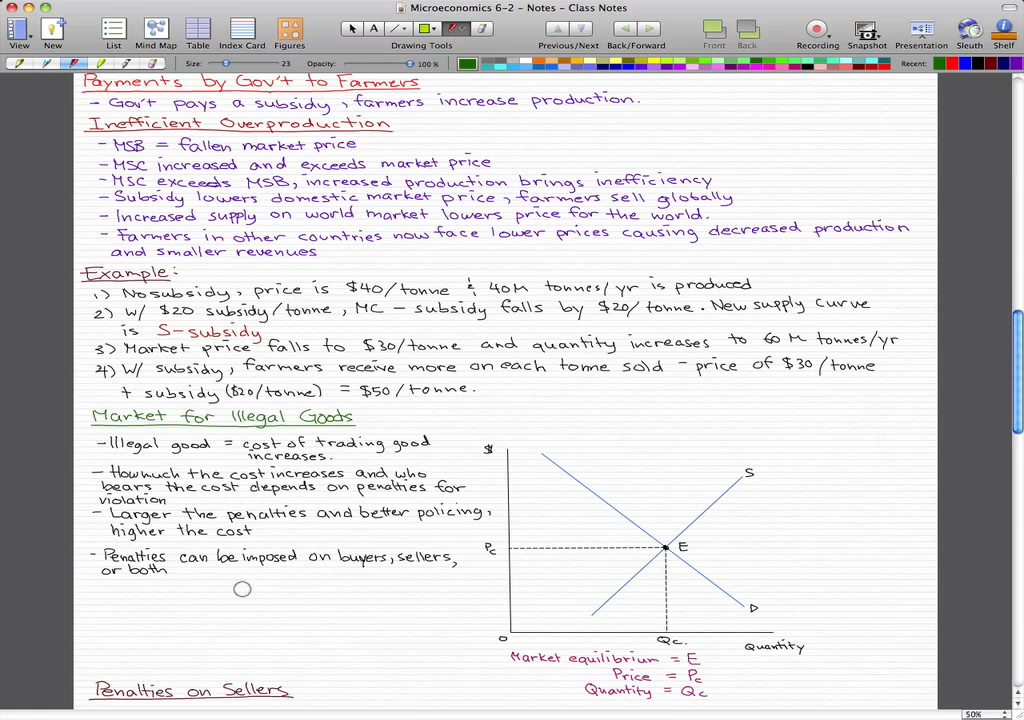 Microeconomics 6-2 - Notes - Class Notes
View New List Mind Map Table Index Card Figures Drawing Tools Previous/Next Back/Forward Front Back Recording Snapshot Presentation Sleuth Shelf
Size: 23 Opacity: 100 % Recent:
Payments by Gov't to Farmers
- Gov't pays a subsidy, farmers increase production.
Inefficient Overproduction
- MSB = fallen market price
- MSC increased and exceeds market price
- MSC exceeds MSB, increased production brings inefficiency
- Subsidy lowers domestic market price, farmers sell globally
- Increased supply on world market lowers price for the world.
- Farmers in other countries now face lower prices causing decreased production
and smaller revenues
Example:
1) No subsidy, price is $40/tonne & 40M tonnes/yr is produced
2) W/ $20 subsidy/tonne, MC - subsidy falls by $20/tonne. New supply curve
is S-subsidy
3) Market price falls to $30/tonne and quantity increases to 60 M tonnes/yr
4) W/ subsidy, farmers receive more on each tonne sold - price of $30/tonne
+ subsidy ($20/tonne) = $50/tonne.
Market for Illegal Goods
- Illegal good = cost of trading good
increases.
- How much the cost increases and who
bears the cost depends on penalties for
violation
- Larger the penalties and better policing,
higher the cost
- Penalties can be imposed on buyers, sellers,
or both
$
S
Pc
E
D
0
Qc.
Quantity
Market equilibrium = E
Price = Pc
Quantity = Qc
Penalties on Sellers
50%